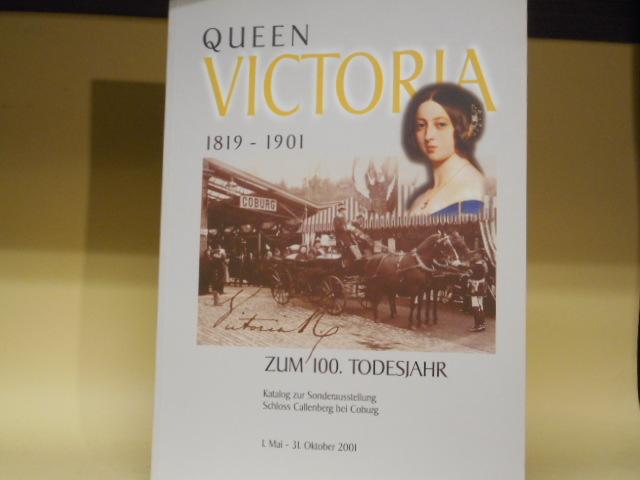 QUEEN
VICTORIA
1819 - 1901
COBURG
Victoria R
ZUM 100. TODESJAHR
Katalog zur Sonderausstellung
Schloss Callenberg bei Coburg
1. Mai - 31. Oktober 2001